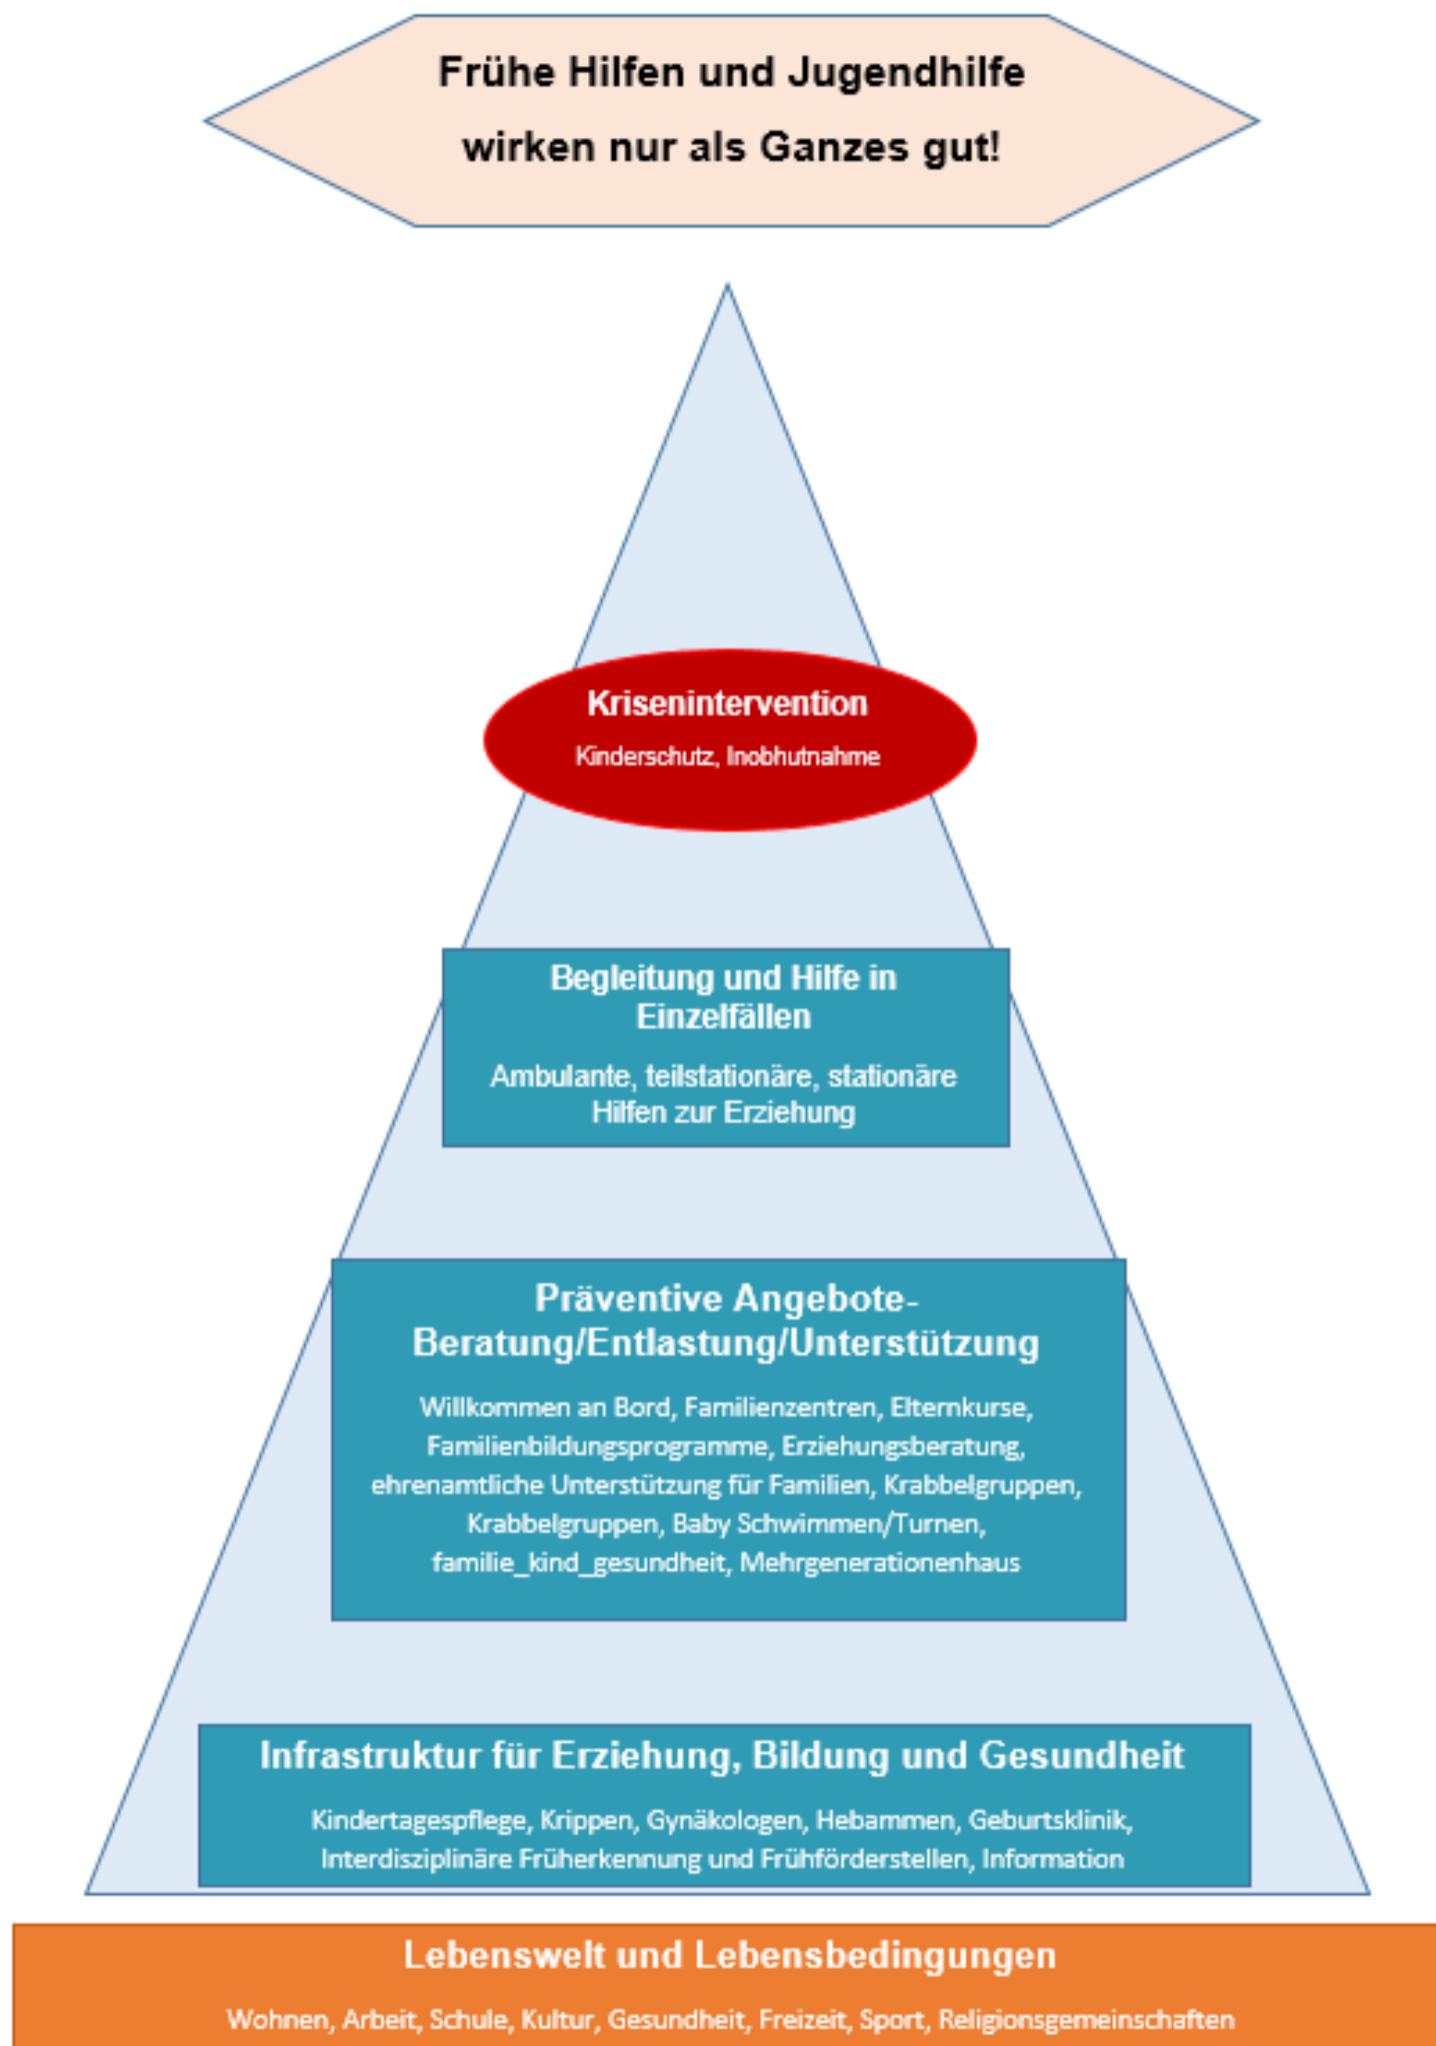 Frühe Hilfen und Jugendhilfe
wirken nur als Ganzes gut!
Krisenintervention
Kinderschutz, Inobhutnahme
Begleitung und Hilfe in
Einzelfällen
Ambulante, teilstationäre, stationäre
Hilfen zur Erziehung
Präventive Angebote-
Beratung/Entlastung/Unterstützung
Willkommen an Bord, Familienzentren, Elternkurse,
Familienbildungsprogramme, Erziehungsberatung,
ehrenamtliche Unterstützung für Familien, Krabbelgruppen,
Krabbelgruppen, Baby Schwimmen/Turnen,
familie_kind_gesundheit, Mehrgenerationenhaus
Infrastruktur für Erziehung, Bildung und Gesundheit
Kindertagespflege, Krippen, Gynäkologen, Hebammen, Geburtsklinik,
Interdisziplinäre Früherkennung und Frühförderstellen, Information
Lebenswelt und Lebensbedingungen
Wohnen, Arbeit, Schule, Kultur, Gesundheit, Freizeit, Sport, Religionsgemeinschaften